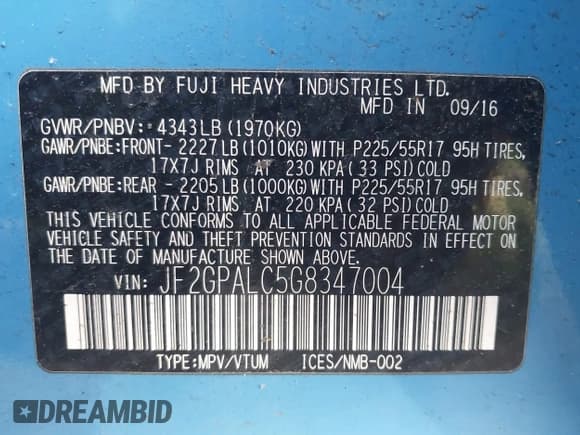 MFD BY FUJI HEAVY INDUSTRIES LTD.
MFD IN 09/16
GVWR/PNBV: 4343LB (1970KG)
GAWR/PNBE:FRONT- 2227LB (1010KG)WITH P225/55R17 95H TIRES,
17X7J RIMS AT 230 KPA (33 PSI)COLD
GAWR/PNBE:REAR - 2205LB (1000KG)WITH P225/55R17 95H TIRES,
17X7J RIMS AT 220 KPA (32 PSI)COLD
THIS VEHICLE CONFORMS TO ALL APPLICABLE FEDERAL MOTOR
VEHICLE SAFETY AND THEFT PREVENTION STANDARDS IN EFFECT ON
THE DATE OF MANUFACTURE SHOWN ABOVE.
VIN: JF2GPALC5G8347004
TYPE:MPV/VTUM ICES/NMB-002
DREAMBID